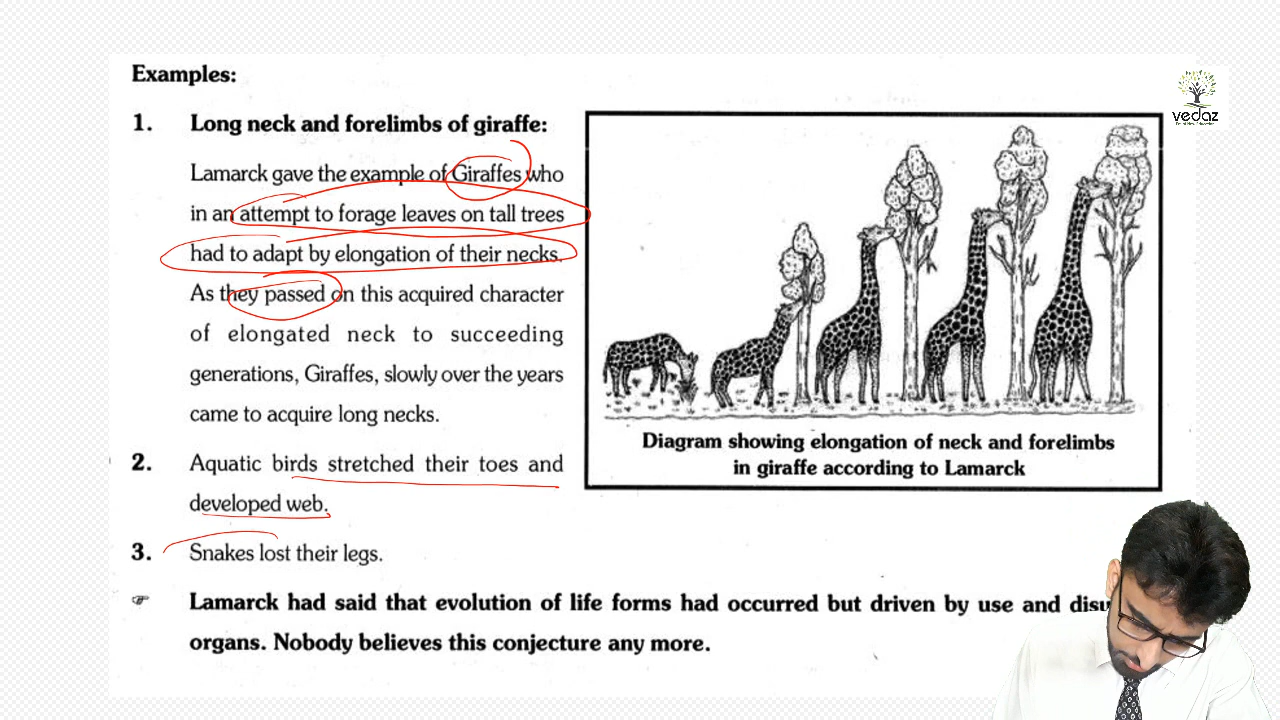 Examples:
vedaz
1. Long neck and forelimbs of giraffe:
Lamarck gave the example of Giraffes who
in an attempt to forage leaves on tall trees
had to adapt by elongation of their necks.
As they passed on this acquired character
of elongated neck to succeeding
generations, Giraffes, slowly over the years
came to acquire long necks.
Diagram showing elongation of neck and forelimbs
in giraffe according to Lamarck
2. Aquatic birds stretched their toes and
developed web.
3. Snakes lost their legs.
Lamarck had said that evolution of life forms had occurred but driven by use and
organs. Nobody believes this conjecture any more.